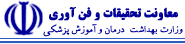 معاونت تحقیقات و فن آوری
وزارت بهداشت درمان و آموزش پزشکی